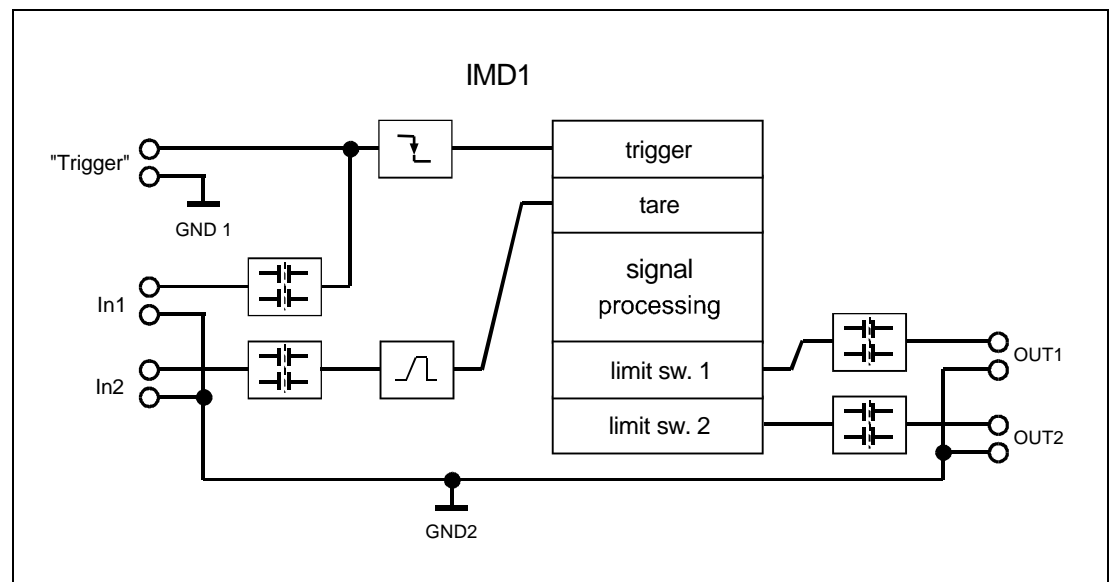 IMD1
"Trigger"
GND 1
In1
In2
trigger
tare
signal
processing
limit sw. 1
limit sw. 2
OUT1
OUT2
GND2